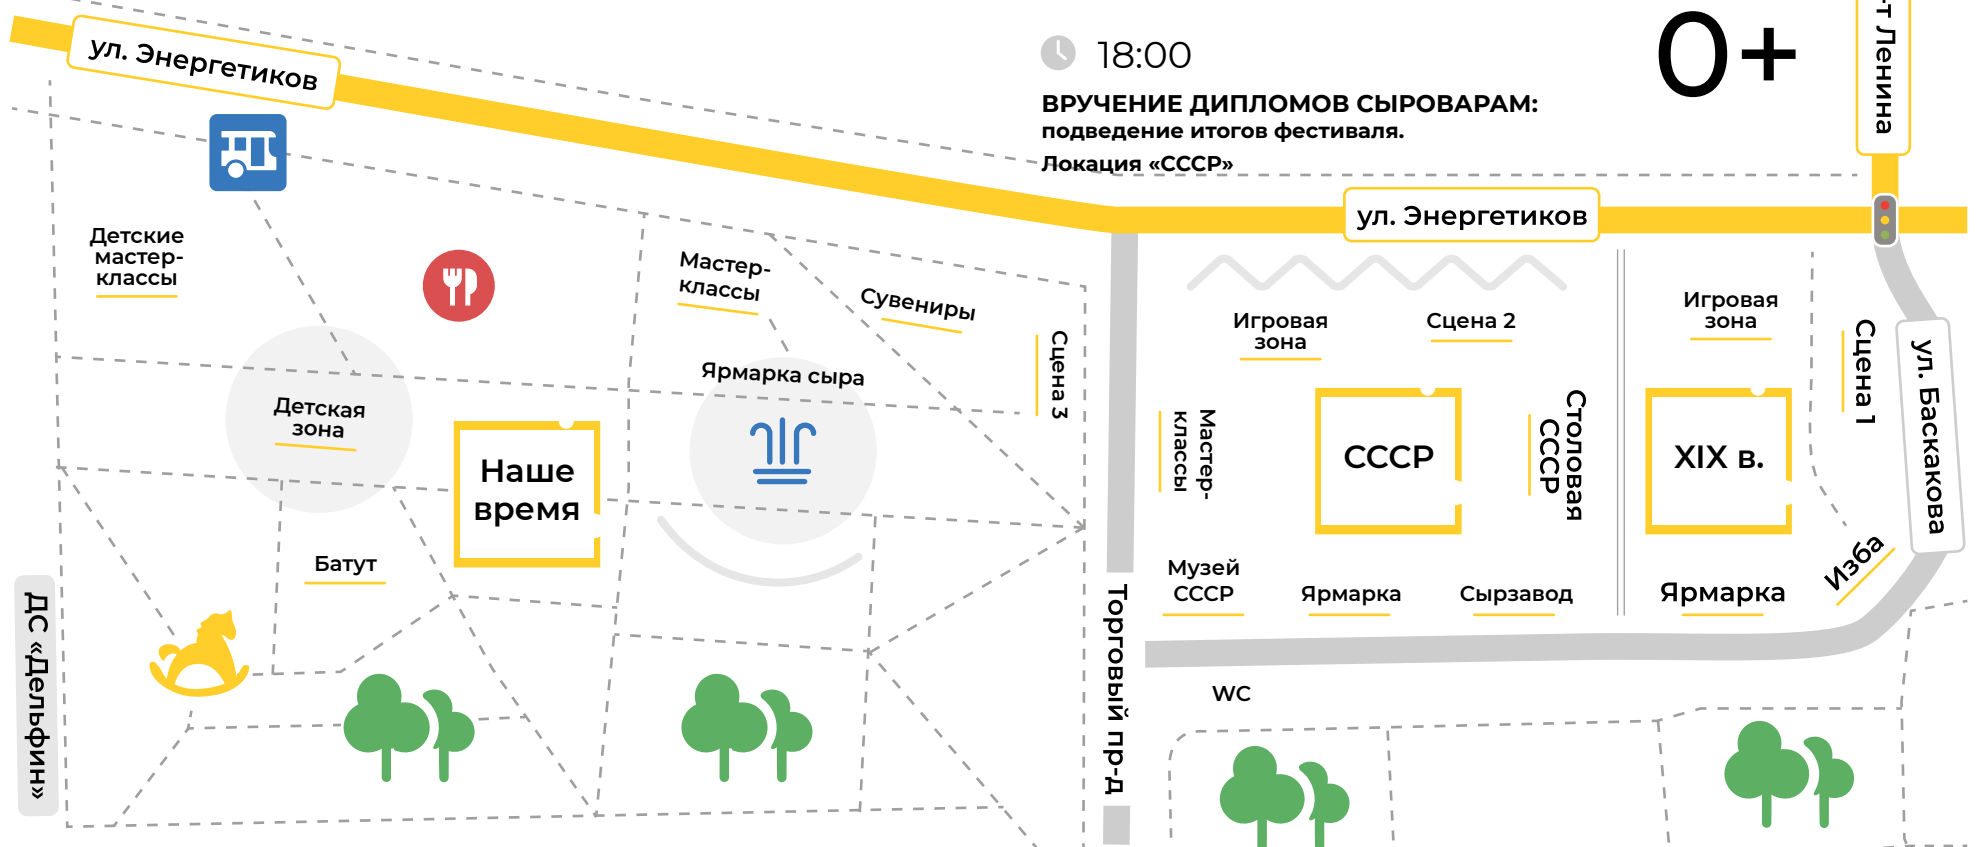 ул. Энергетиков
18:00
ВРУЧЕНИЕ ДИПЛОМОВ СЫРОВАРАМ:
подведение итогов фестиваля.
Локация «СССР»
0+
-т Ленина
ул. Энергетиков
Детские
мастер-
классы
Мастер-
классы
Сувениры
Сцена 3
Ярмарка сыра
Детская
зона
Наше
время
Батут
ДС «Дельфин»
Торговый пр-д
Игровая
зона
Сцена 2
Мастер-
классы
СССР
Столовая
СССР
Музей
СССР
Ярмарка
Сырзавод
Игровая
зона
Сцена 1
ул. Баскакова
XIX в.
Изба
Ярмарка
WC